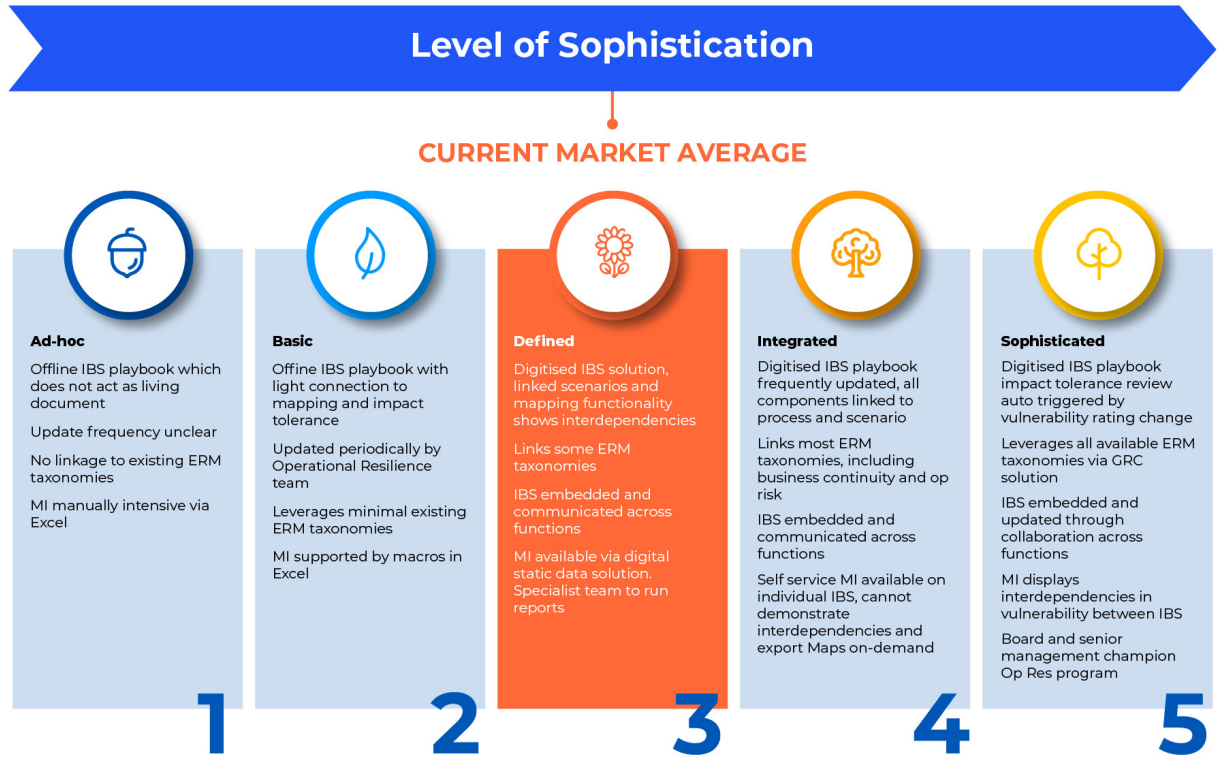 Level of Sophistication
CURRENT MARKET AVERAGE
Ad-hoc
Offline IBS playbook which
does not act as living
document
Update frequency unclear
No linkage to existing ERM
taxonomies
MI manually intensive via
Excel
1
Basic
Offine IBS playbook with
light connection to
mapping and impact
tolerance
Updated periodically by
Operational Resilience
team
Leverages minimal existing
ERM taxonomies
MI supported by macros in
Excel
2
Defined
Digitised IBS solution,
linked scenarios and
mapping functionality
shows interdependencies
Links some ERM
taxonomies
IBS embedded and
communicated across
functions
MI available via digital
static data solution.
Specialist team to run
reports
3
Integrated
Digitised IBS playbook
frequently updated, all
components linked to
process and scenario
Links most ERM
taxonomies, including
business continuity and op
risk
IBS embedded and
communicated across
functions
Self service MI available on
individual IBS, cannot
demonstrate
interdependencies and
export Maps on-demand
4
Sophisticated
Digitised IBS playbook
impact tolerance review
auto triggered by
vulnerability rating change
Leverages all available ERM
taxonomies via GRC
solution
IBS embedded and
updated through
collaboration across
functions
MI displays
interdependencies in
vulnerability between IBS
Board and senior
management champion
Op Res program
5